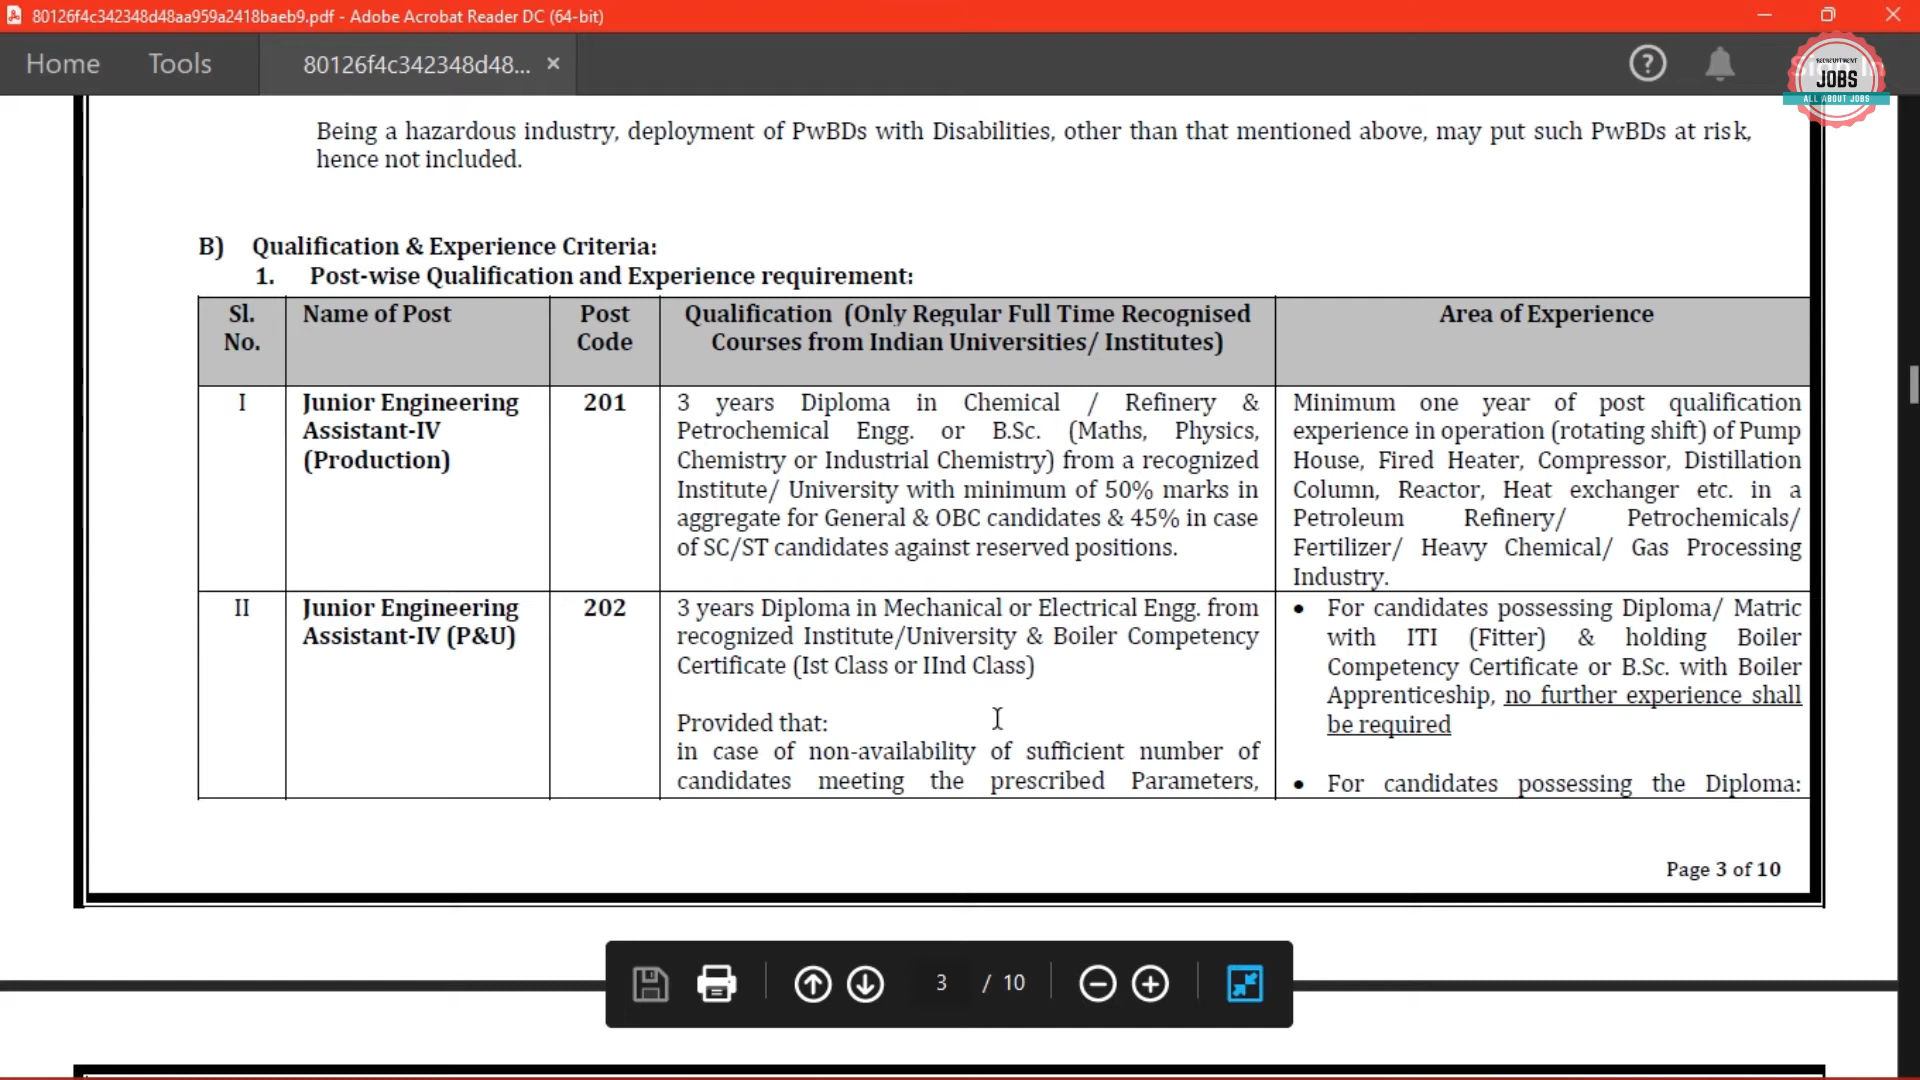 80126f4c342348d48aa959a2418baeb9.pdf - Adobe Acrobat Reader DC (64-bit)
Home
Tools
80126f4c342348d48...
RECRUITMENT
JOBS
ALL ABOUT JOBS
Being a hazardous industry, deployment of PwBDs with Disabilities, other than that mentioned above, may put such PwBDs at risk,
hence not included.
B) Qualification & Experience Criteria:
1. Post-wise Qualification and Experience requirement:
Sl. No.
Name of Post
Post Code
Qualification (Only Regular Full Time Recognised
Courses from Indian Universities/ Institutes)
Area of Experience
I
Junior Engineering
Assistant-IV
(Production)
201
3 years Diploma in Chemical / Refinery &
Petrochemical Engg. or B.Sc. (Maths, Physics,
Chemistry or Industrial Chemistry) from a recognized
Institute/ University with minimum of 50% marks in
aggregate for General & OBC candidates & 45% in case
of SC/ST candidates against reserved positions.
Minimum one year of post qualification
experience in operation (rotating shift) of Pump
House, Fired Heater, Compressor, Distillation
Column, Reactor, Heat exchanger etc. in a
Petroleum Refinery/ Petrochemicals/
Fertilizer/ Heavy Chemical/ Gas Processing
Industry.
II
Junior Engineering
Assistant-IV (P&U)
202
3 years Diploma in Mechanical or Electrical Engg. from
recognized Institute/University & Boiler Competency
Certificate (Ist Class or IInd Class)
Provided that:
in case of non-availability of sufficient number of
candidates meeting the prescribed Parameters,
• For candidates possessing Diploma/ Matric
with ITI (Fitter) & holding Boiler
Competency Certificate or B.Sc. with Boiler
Apprenticeship, no further experience shall
be required
• For candidates possessing the Diploma:
Page 3 of 10
3 / 10